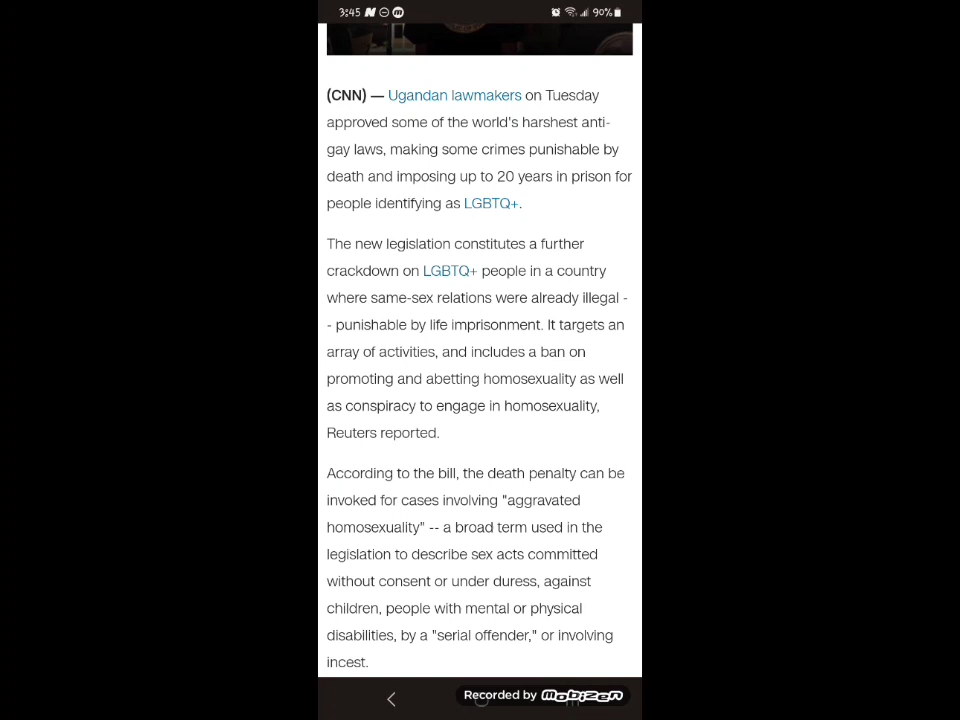 3:45 90%
(CNN) — Ugandan lawmakers on Tuesday
approved some of the world's harshest anti-
gay laws, making some crimes punishable by
death and imposing up to 20 years in prison for
people identifying as LGBTQ+.
The new legislation constitutes a further
crackdown on LGBTQ+ people in a country
where same-sex relations were already illegal -
- punishable by life imprisonment. It targets an
array of activities, and includes a ban on
promoting and abetting homosexuality as well
as conspiracy to engage in homosexuality,
Reuters reported.
According to the bill, the death penalty can be
invoked for cases involving "aggravated
homosexuality" -- a broad term used in the
legislation to describe sex acts committed
without consent or under duress, against
children, people with mental or physical
disabilities, by a "serial offender," or involving
incest.
Recorded by mobizen